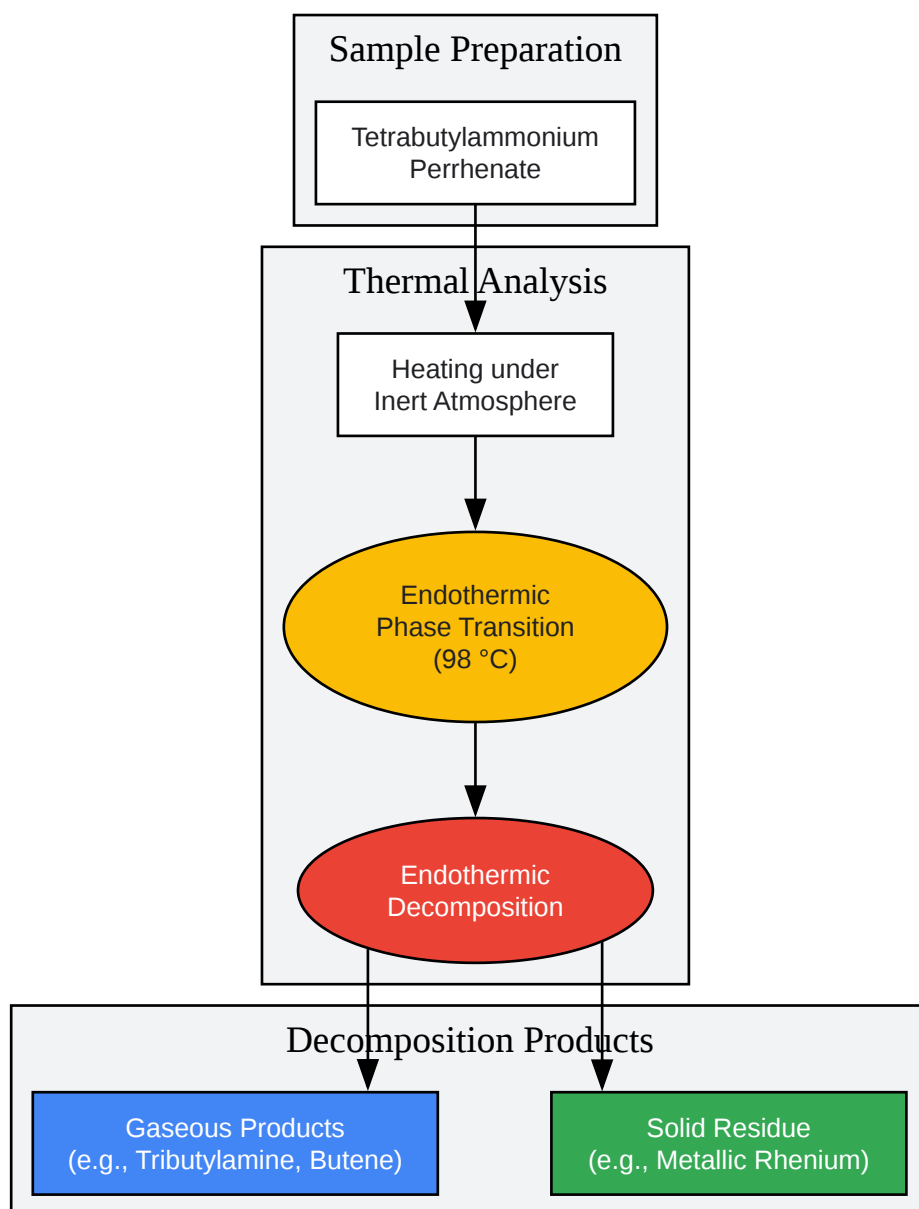 Sample Preparation
Tetrabutylammonium
Perrhenate
Thermal Analysis
Heating under
Inert Atmosphere
Endothermic
Phase Transition
(98 °C)
Endothermic
Decomposition
Decomposition Products
Gaseous Products
(e.g., Tributylamine, Butene)
Solid Residue
(e.g., Metallic Rhenium)